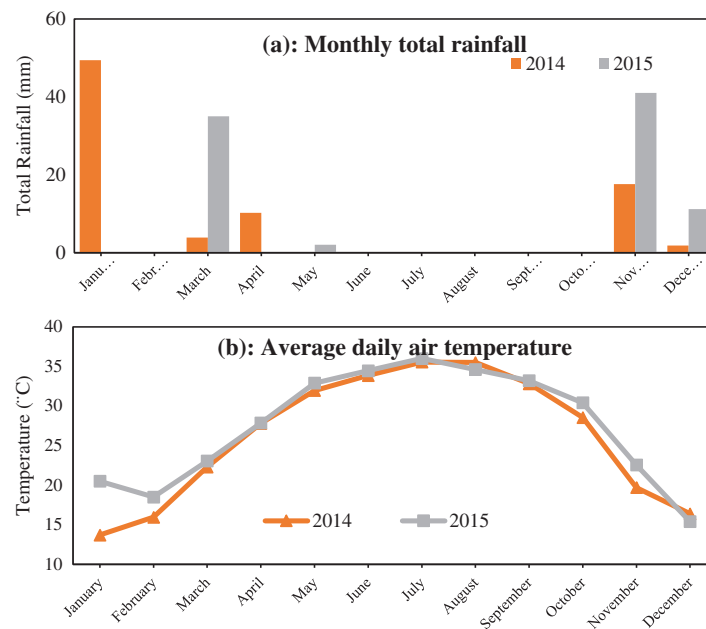 (a): Monthly total rainfall
2014 2015
Total Rainfall (mm)
60
40
20
0
Janu...
Febr...
March
April
May
June
July
August
Sept...
Octo...
Nov...
Dece...
(b): Average daily air temperature
Temperature (¨C)
40
35
30
25
20
15
10
2014 2015
January
February
March
April
May
June
July
August
September
October
November
December